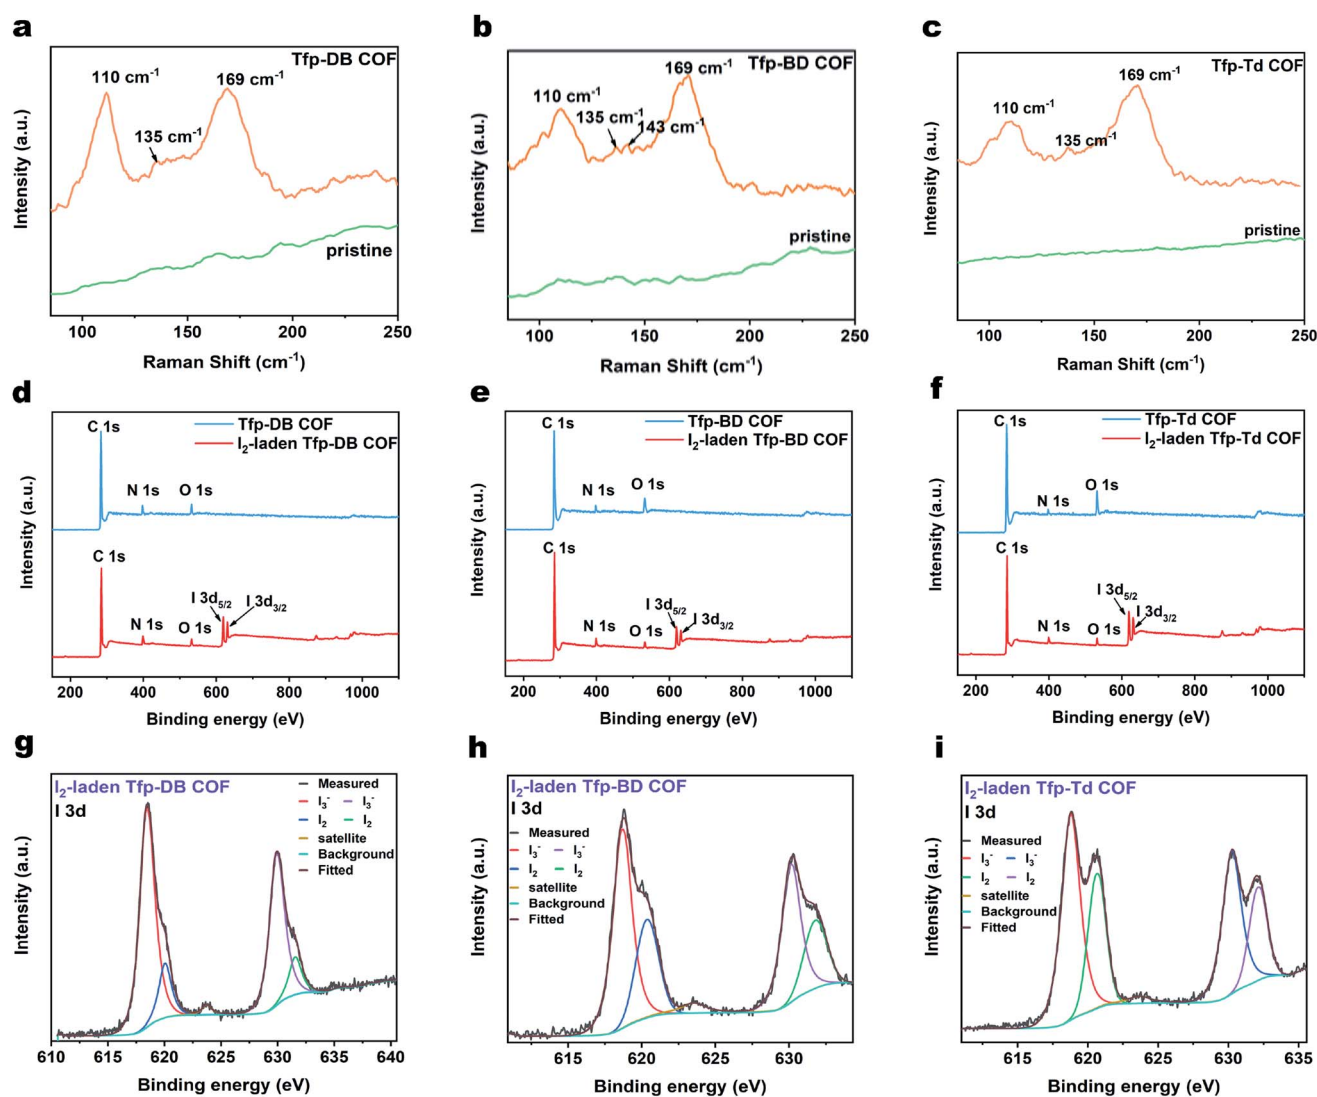 a
Tfp-DB COF
110 cm⁻¹
135 cm⁻¹
169 cm⁻¹
pristine
Intensity (a.u.)
100 150 200 250
Raman Shift (cm⁻¹)
b
Tfp-BD COF
110 cm⁻¹
135 cm⁻¹
143 cm⁻¹
169 cm⁻¹
pristine
Intensity (a.u.)
100 150 200 250
Raman Shift (cm⁻¹)
c
Tfp-Td COF
110 cm⁻¹
135 cm⁻¹
169 cm⁻¹
pristine
Intensity (a.u.)
100 150 200 250
Raman Shift (cm⁻¹)
d
C 1s
Tfp-DB COF
I₂-laden Tfp-DB COF
N 1s
O 1s
C 1s
N 1s
O 1s
I 3d₅/₂
I 3d₃/₂
Intensity (a.u.)
200 400 600 800 1000
Binding energy (eV)
e
C 1s
Tfp-BD COF
I₂-laden Tfp-BD COF
N 1s
O 1s
C 1s
N 1s
O 1s
I 3d₅/₂
I 3d₃/₂
Intensity (a.u.)
200 400 600 800 1000
Binding energy (eV)
f
C 1s
Tfp-Td COF
I₂-laden Tfp-Td COF
N 1s
O 1s
C 1s
N 1s
O 1s
I 3d₅/₂
I 3d₃/₂
Intensity (a.u.)
200 400 600 800 1000
Binding energy (eV)
g
I₂-laden Tfp-DB COF
I 3d
Measured
I₃⁻ I₃⁻
I₂ I₂
satellite
Background
Fitted
Intensity (a.u.)
610 615 620 625 630 635 640
Binding energy (eV)
h
I₂-laden Tfp-BD COF
I 3d
Measured
I₃⁻ I₃⁻
I₂ I₂
satellite
Background
Fitted
Intensity (a.u.)
615 620 625 630
Binding energy (eV)
i
I₂-laden Tfp-Td COF
I 3d
Measured
I₃⁻ I₃⁻
I₂ I₂
satellite
Background
Fitted
Intensity (a.u.)
615 620 625 630 635
Binding energy (eV)